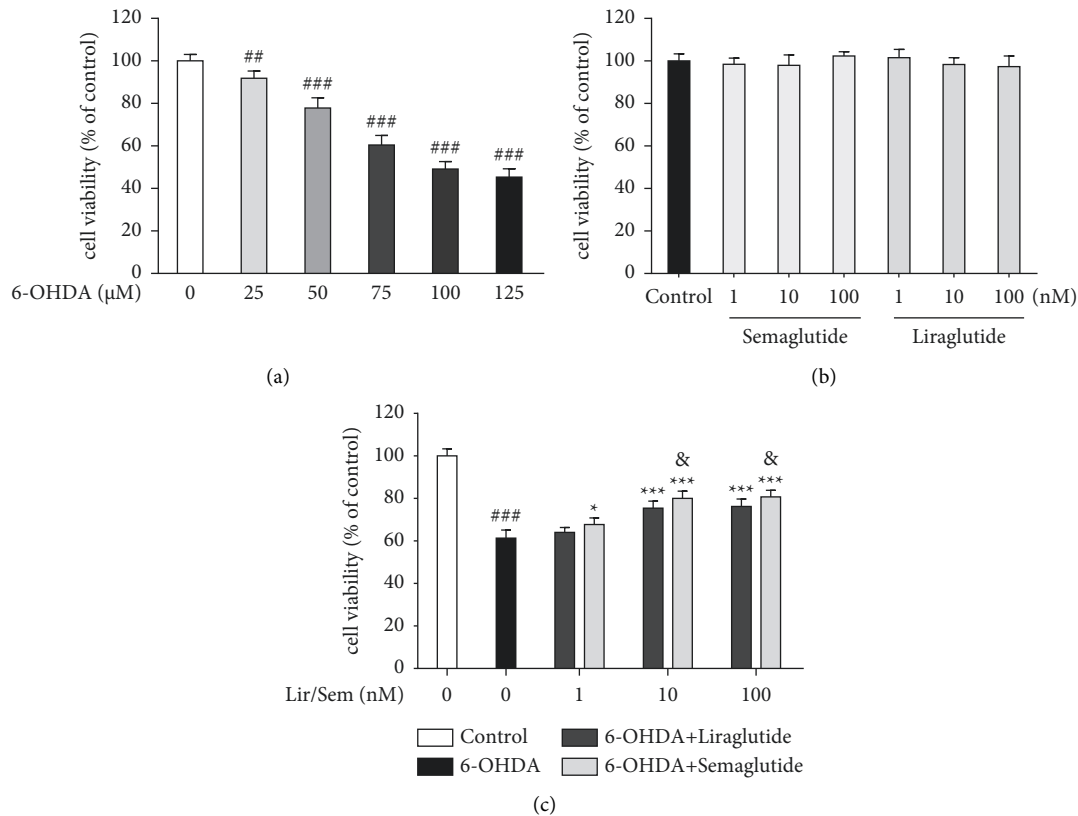 120
100
80
60
40
20
0
cell viability (% of control)
##
###
###
###
###
6-OHDA (μM)
0 25 50 75 100 125
(a)
120
100
80
60
40
20
0
cell viability (% of control)
Control 1 10 100 1 10 100 (nM)
Semaglutide Liraglutide
(b)
120
100
80
60
40
20
0
cell viability (% of control)
###
*
***
&
***
***
&
***
Lir/Sem (nM) 0 0 1 10 100
Control 6-OHDA+Liraglutide
6-OHDA 6-OHDA+Semaglutide
(c)